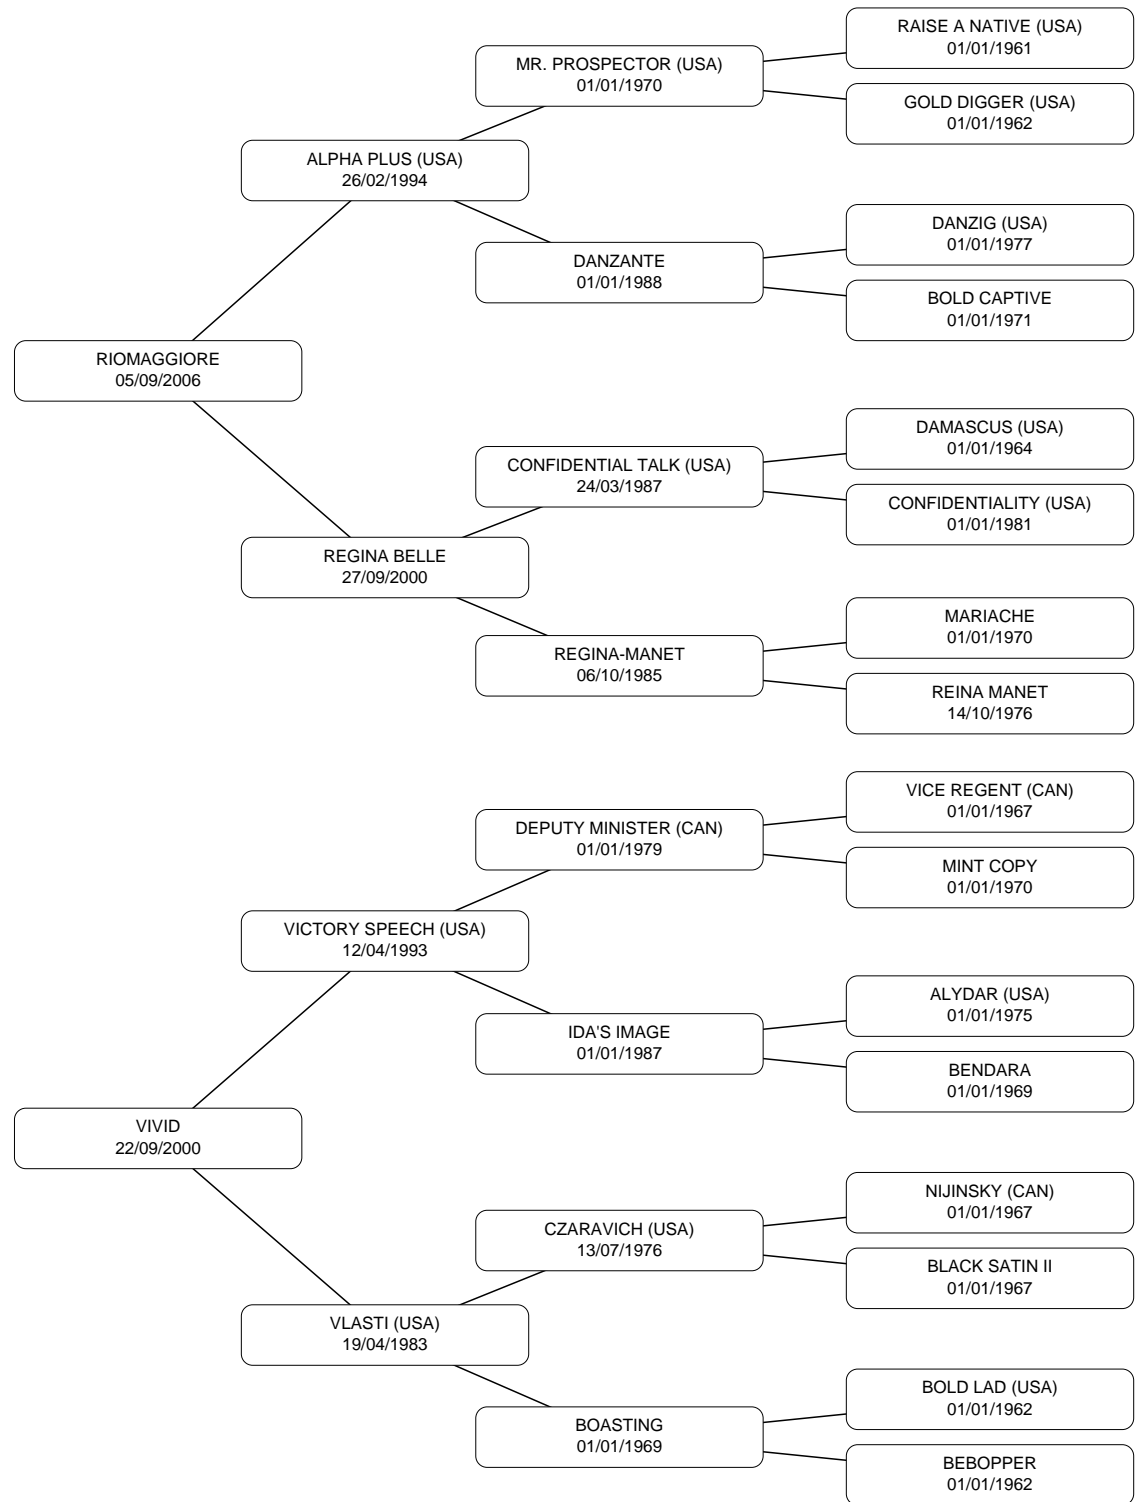 RAISE A NATIVE (USA)
01/01/1961
MR. PROSPECTOR (USA)
01/01/1970
GOLD DIGGER (USA)
01/01/1962
ALPHA PLUS (USA)
26/02/1994
DANZIG (USA)
01/01/1977
DANZANTE
01/01/1988
BOLD CAPTIVE
01/01/1971
RIOMAGGIORE
05/09/2006
DAMASCUS (USA)
01/01/1964
CONFIDENTIAL TALK (USA)
24/03/1987
CONFIDENTIALITY (USA)
01/01/1981
REGINA BELLE
27/09/2000
MARIACHE
01/01/1970
REGINA-MANET
06/10/1985
REINA MANET
14/10/1976
VICE REGENT (CAN)
01/01/1967
DEPUTY MINISTER (CAN)
01/01/1979
MINT COPY
01/01/1970
VICTORY SPEECH (USA)
12/04/1993
ALYDAR (USA)
01/01/1975
IDA'S IMAGE
01/01/1987
BENDARA
01/01/1969
VIVID
22/09/2000
NIJINSKY (CAN)
01/01/1967
CZARAVICH (USA)
13/07/1976
BLACK SATIN II
01/01/1967
VLASTI (USA)
19/04/1983
BOLD LAD (USA)
01/01/1962
BOASTING
01/01/1969
BEBOPPER
01/01/1962